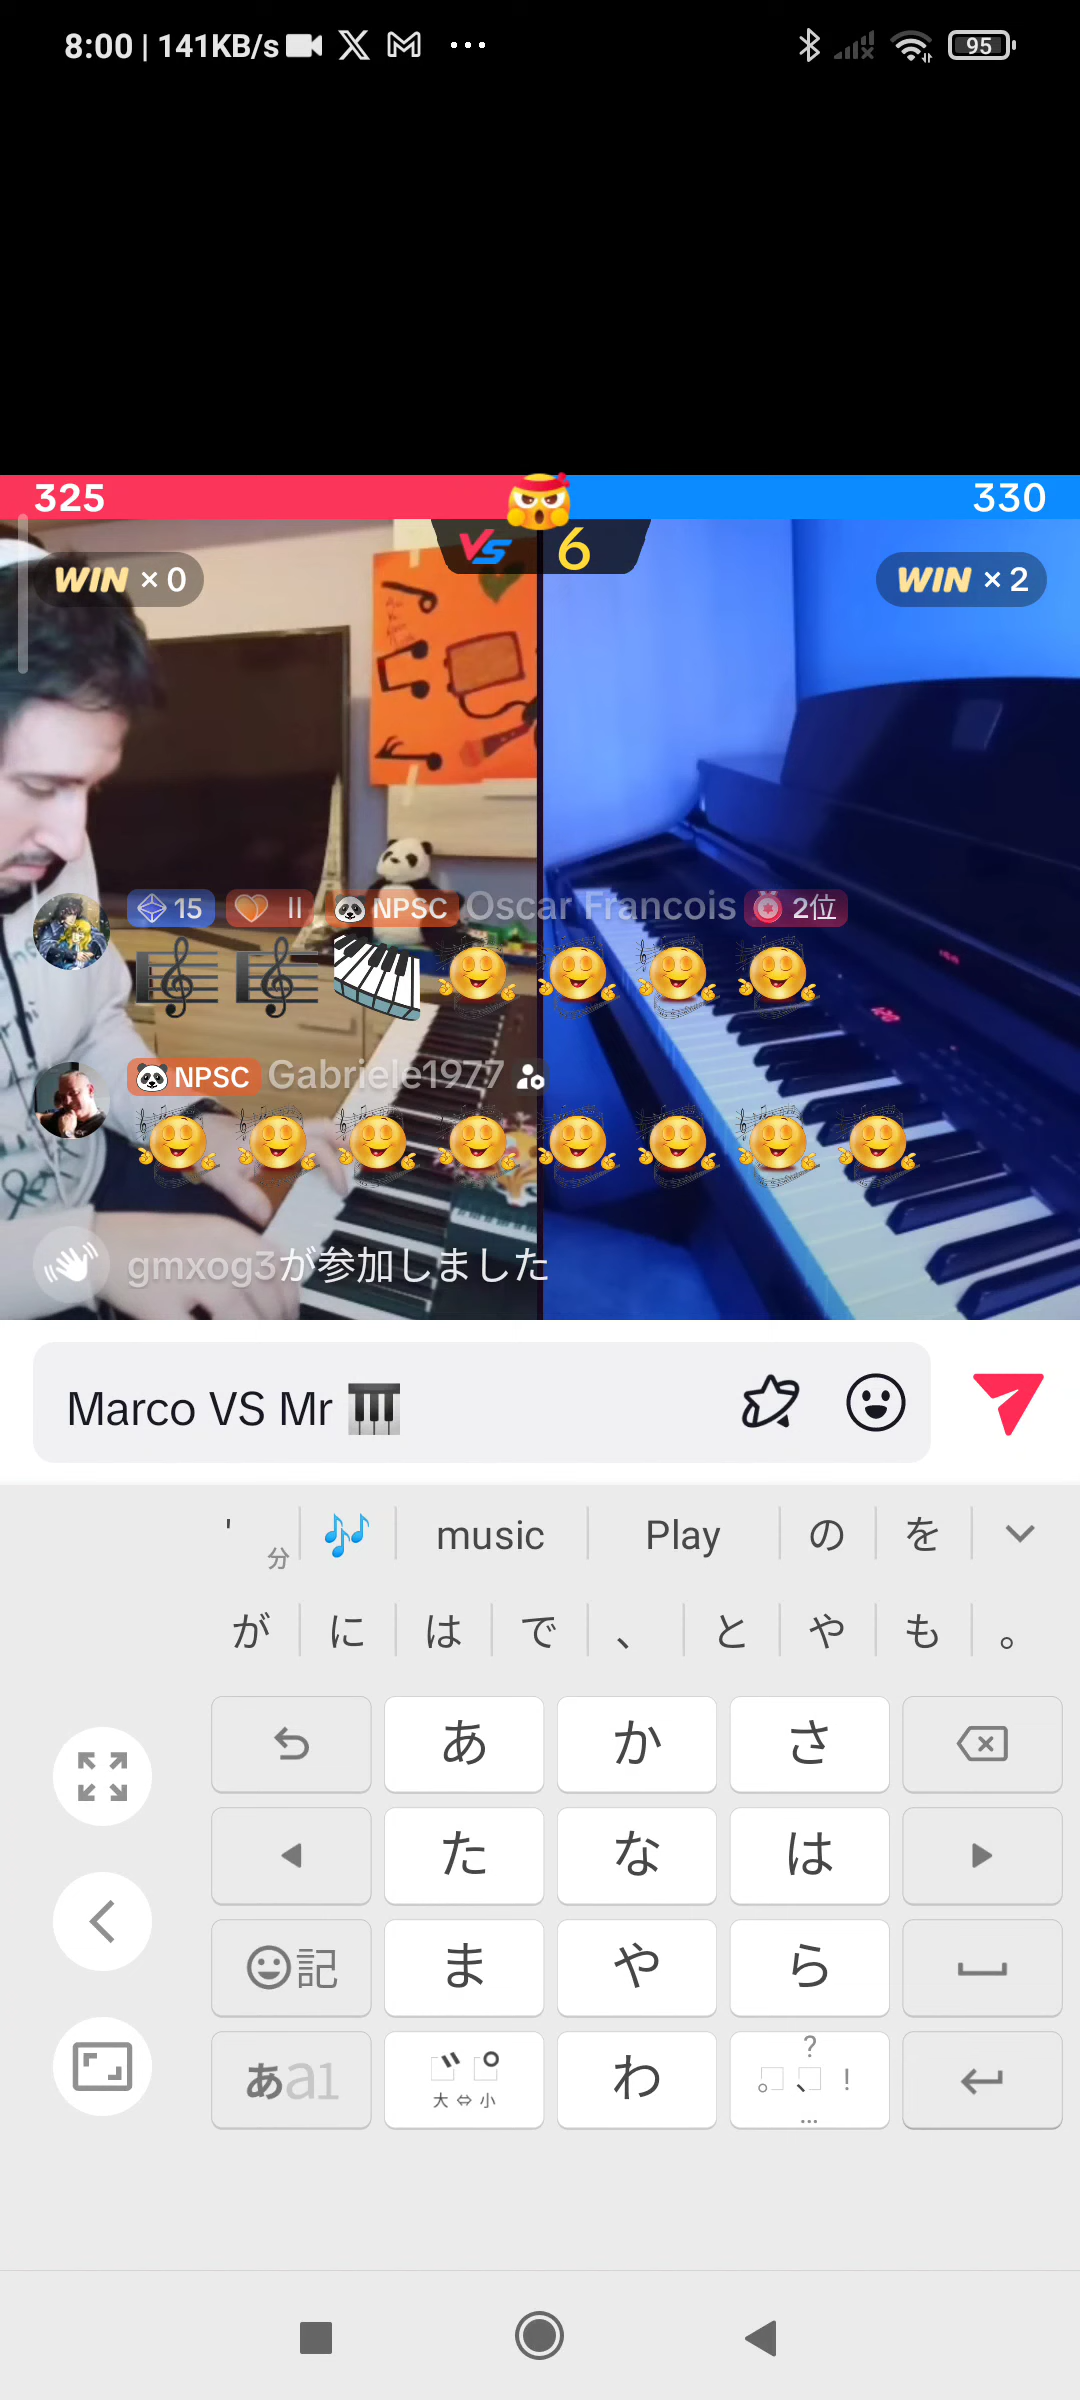 8:00 | 141KB/s
95
325
330
VS 6
WIN × 0
WIN × 2
15 II NPSC Oscar Francois 2位
NPSC Gabriele1977
gmxog3が参加しました
Marco VS Mr 🎹
' 分 🎶 music Play の を
が に は で 、 と や も 。
あ か さ
た な は
記 ま や ら
あa1 大⇔小 わ 。、?!…